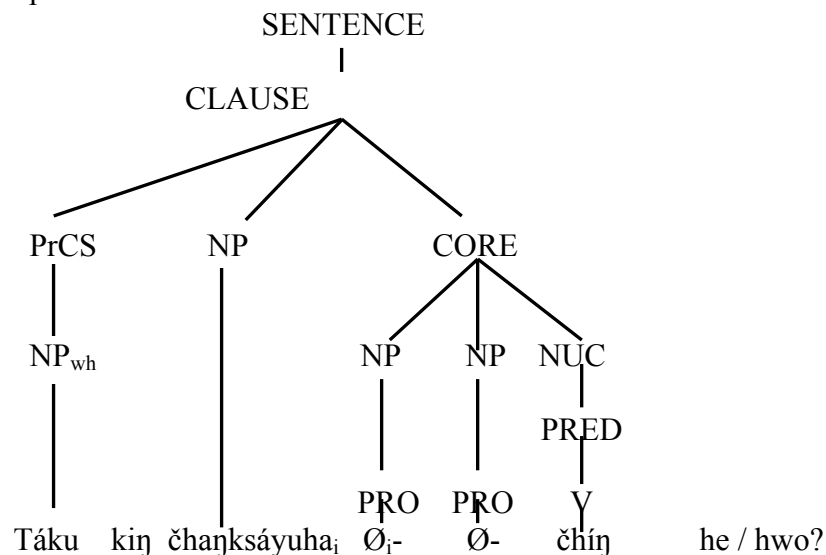 SENTENCE
CLAUSE
PrCS NP CORE
NPwh NP NP NUC
PRED
PRO PRO V
Táku kiŋ čhaŋksáyuhaᵢ Øᵢ- Ø- čhíŋ he / hwo?